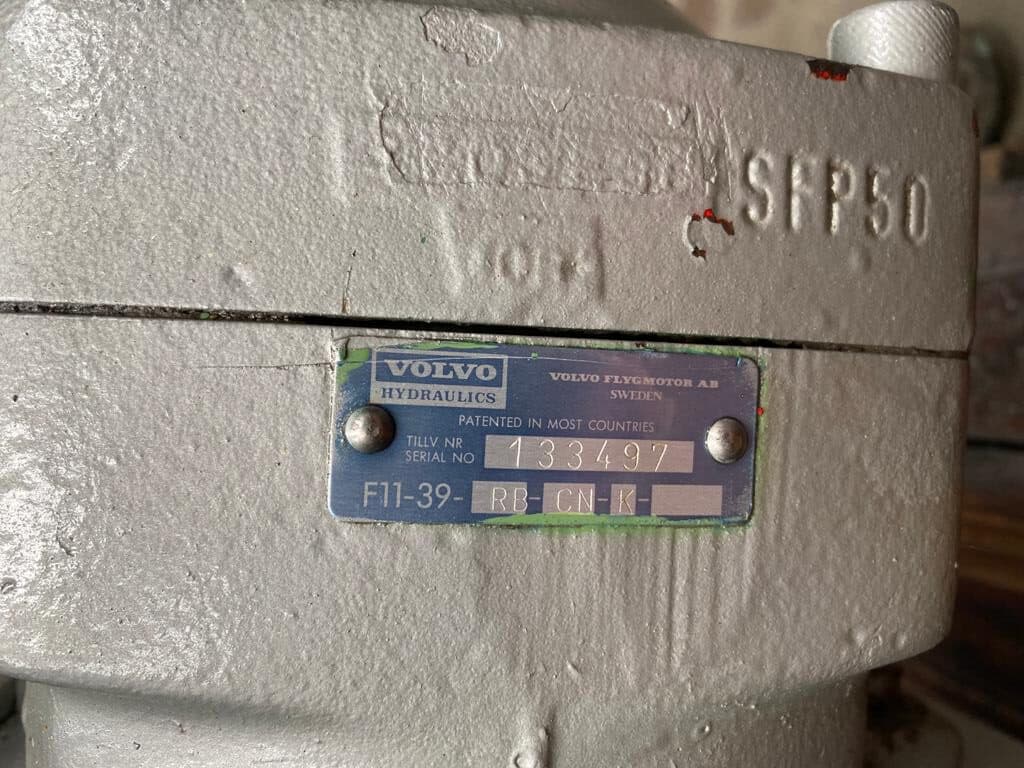 SFP50
VOLVO
HYDRAULICS
VOLVO FLYGMOTOR AB
SWEDEN
PATENTED IN MOST COUNTRIES
TILLV NR
SERIAL NO
133497
F11-39- RB- CN- K-